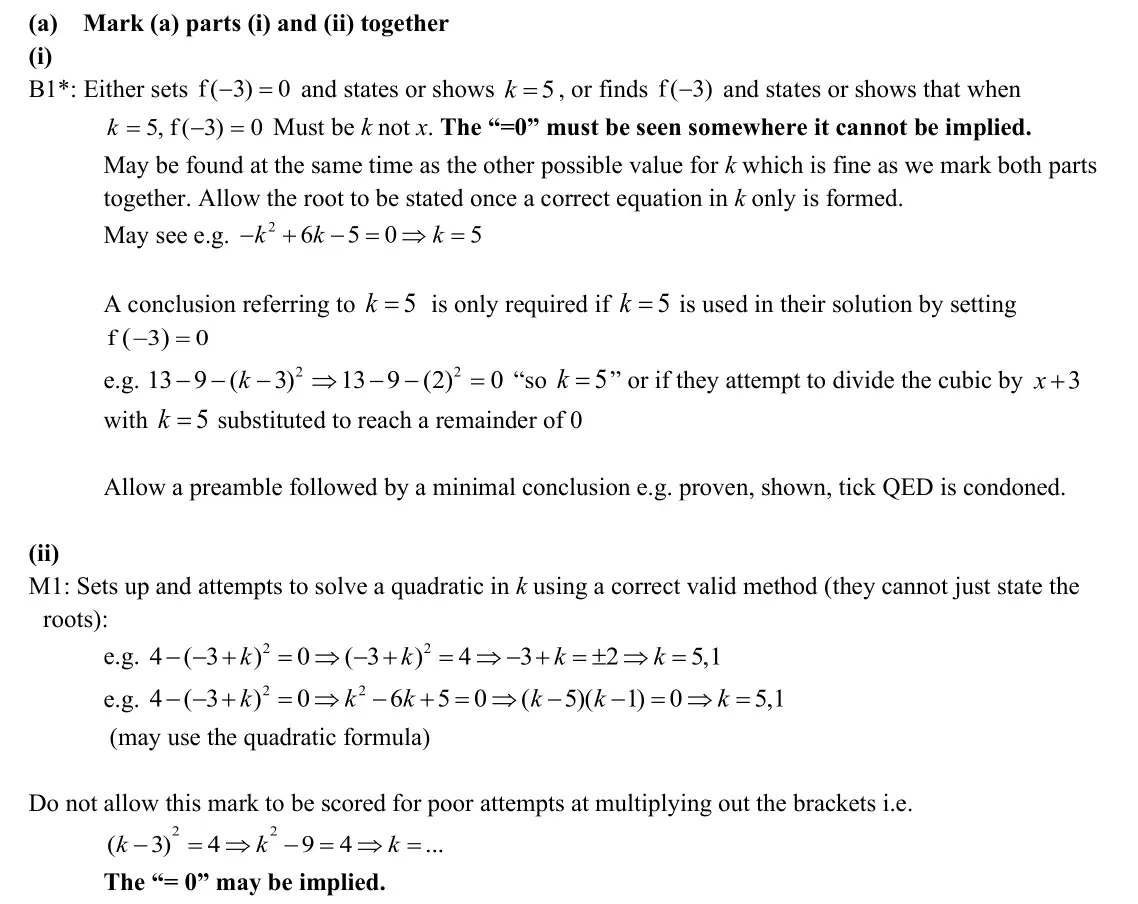 (a) Mark (a) parts (i) and (ii) together
(i)
B1*: Either sets f(−3) = 0 and states or shows k = 5, or finds f(−3) and states or shows that when
k = 5, f(−3) = 0 Must be k not x. The “=0” must be seen somewhere it cannot be implied.
May be found at the same time as the other possible value for k which is fine as we mark both parts
together. Allow the root to be stated once a correct equation in k only is formed.
May see e.g. −k² + 6k − 5 = 0 ⇒ k = 5
A conclusion referring to k = 5 is only required if k = 5 is used in their solution by setting
f(−3) = 0
e.g. 13 − 9 − (k − 3)² ⇒ 13 − 9 − (2)² = 0 “so k = 5” or if they attempt to divide the cubic by x + 3
with k = 5 substituted to reach a remainder of 0
Allow a preamble followed by a minimal conclusion e.g. proven, shown, tick QED is condoned.
(ii)
M1: Sets up and attempts to solve a quadratic in k using a correct valid method (they cannot just state the
roots):
e.g. 4 − (−3 + k)² = 0 ⇒ (−3 + k)² = 4 ⇒ −3 + k = ±2 ⇒ k = 5,1
e.g. 4 − (−3 + k)² = 0 ⇒ k² − 6k + 5 = 0 ⇒ (k − 5)(k − 1) = 0 ⇒ k = 5,1
(may use the quadratic formula)
Do not allow this mark to be scored for poor attempts at multiplying out the brackets i.e.
(k − 3)² = 4 ⇒ k² − 9 = 4 ⇒ k = ...
The “= 0” may be implied.